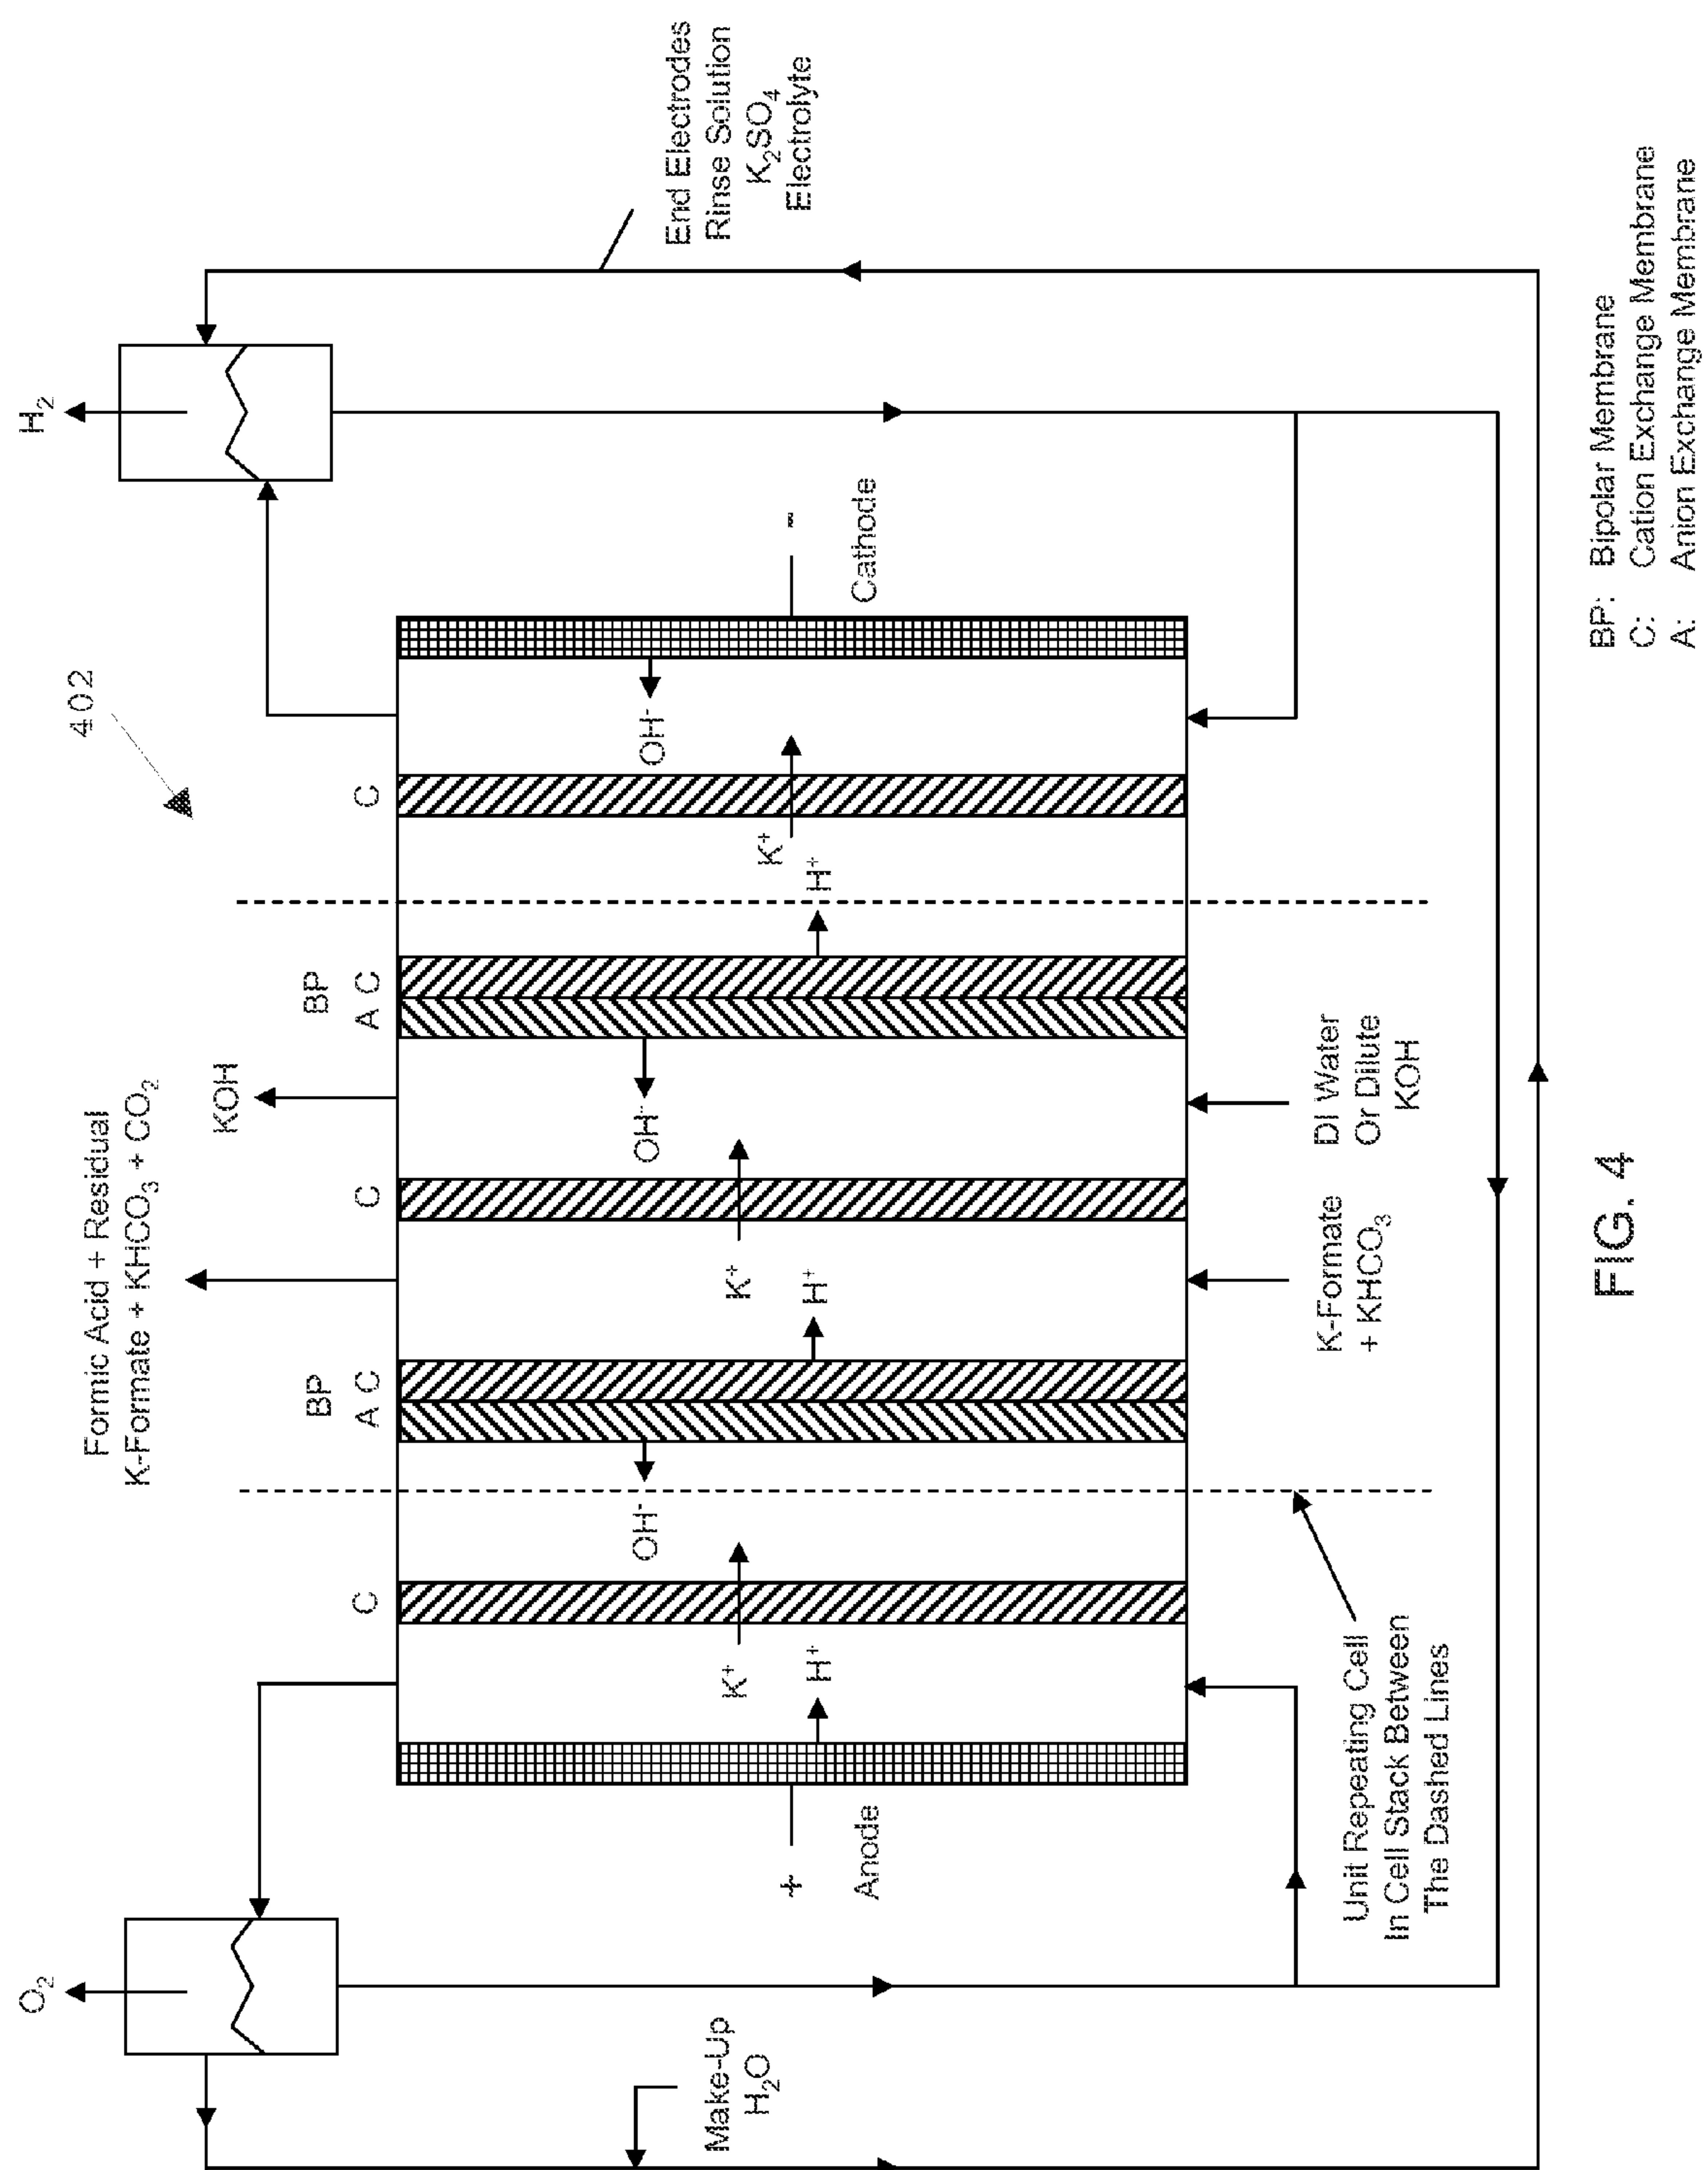 402
O₂
H₂
Formic Acid + Residual
K-Formate + KHCO₃ + CO₂
KOH
C
BP
A C
C
BP
A C
C
Make-Up
H₂O
+
Anode
K⁺
H⁺
K⁺
OH⁻
H⁺
K⁺
OH⁻
H⁺
K⁺
OH⁻
-
Cathode
End Electrodes
Rinse Solution
K₂SO₄
Electrolyte
Unit Repeating Cell
In Cell Stack Between
The Dashed Lines
K-Formate
+ KHCO₃
DI Water
Or Dilute
KOH
BP: Bipolar Membrane
C: Cation Exchange Membrane
A: Anion Exchange Membrane
FIG. 4